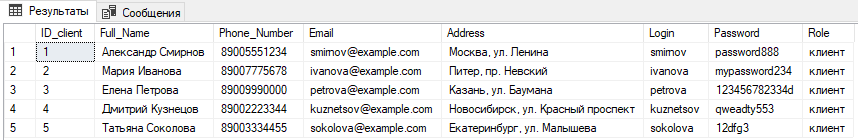 Результаты Сообщения
ID_client Full_Name Phone_Number Email Address Login Password Role
1 1 Александр Смирнов 89005551234 smirnov@example.com Москва, ул. Ленина smirnov password888 клиент
2 2 Мария Иванова 89007775678 ivanova@example.com Питер, пр. Невский ivanova mypassword234 клиент
3 3 Елена Петрова 89009990000 petrova@example.com Казань, ул. Баумана petrova 123456782334d клиент
4 4 Дмитрий Кузнецов 89002223344 kuznetsov@example.com Новосибирск, ул. Красный проспект kuznetsov qweadty553 клиент
5 5 Татьяна Соколова 89003334455 sokolova@example.com Екатеринбург, ул. Малышева sokolova 12dfg3 клиент